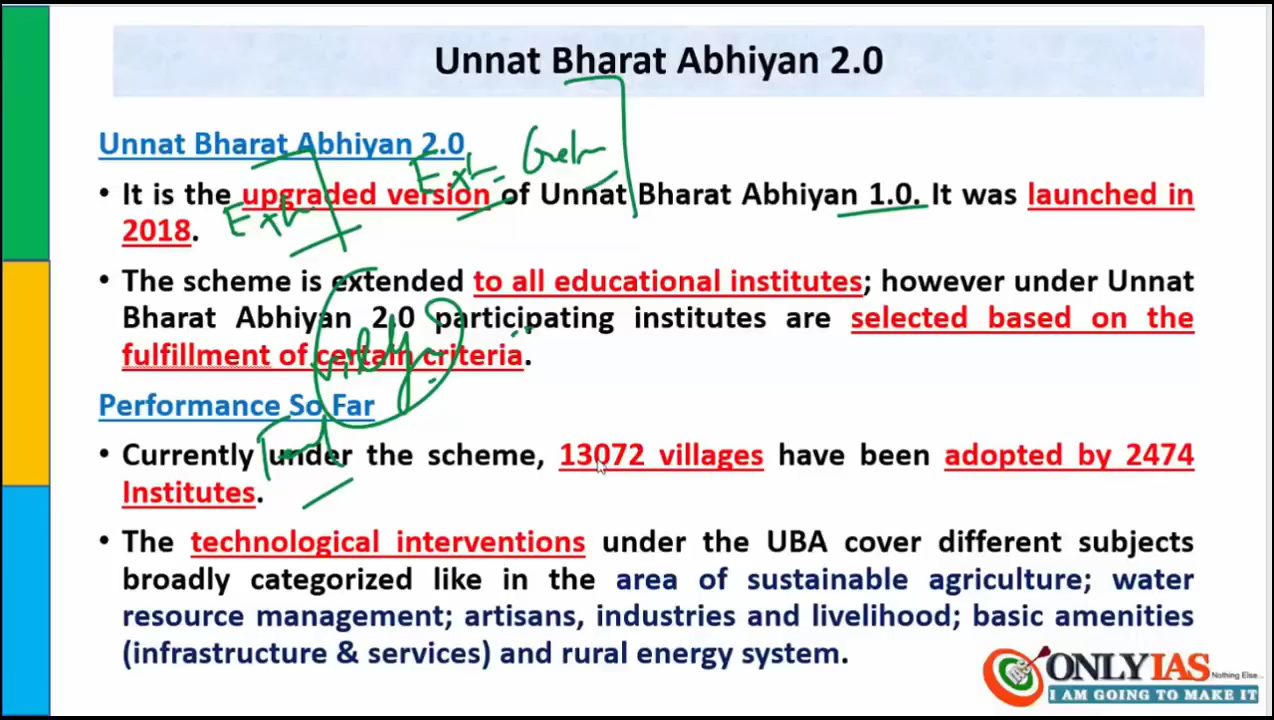 Unnat Bharat Abhiyan 2.0
Unnat Bharat Abhiyan 2.0
• It is the upgraded version of Unnat Bharat Abhiyan 1.0. It was launched in
2018.
• The scheme is extended to all educational institutes; however under Unnat
Bharat Abhiyan 2.0 participating institutes are selected based on the
fulfillment of certain criteria.
Performance So Far
• Currently under the scheme, 13072 villages have been adopted by 2474
Institutes.
• The technological interventions under the UBA cover different subjects
broadly categorized like in the area of sustainable agriculture; water
resource management; artisans, industries and livelihood; basic amenities
(infrastructure & services) and rural energy system.
ONLYIAS
Nothing Else...
I AM GOING TO MAKE IT